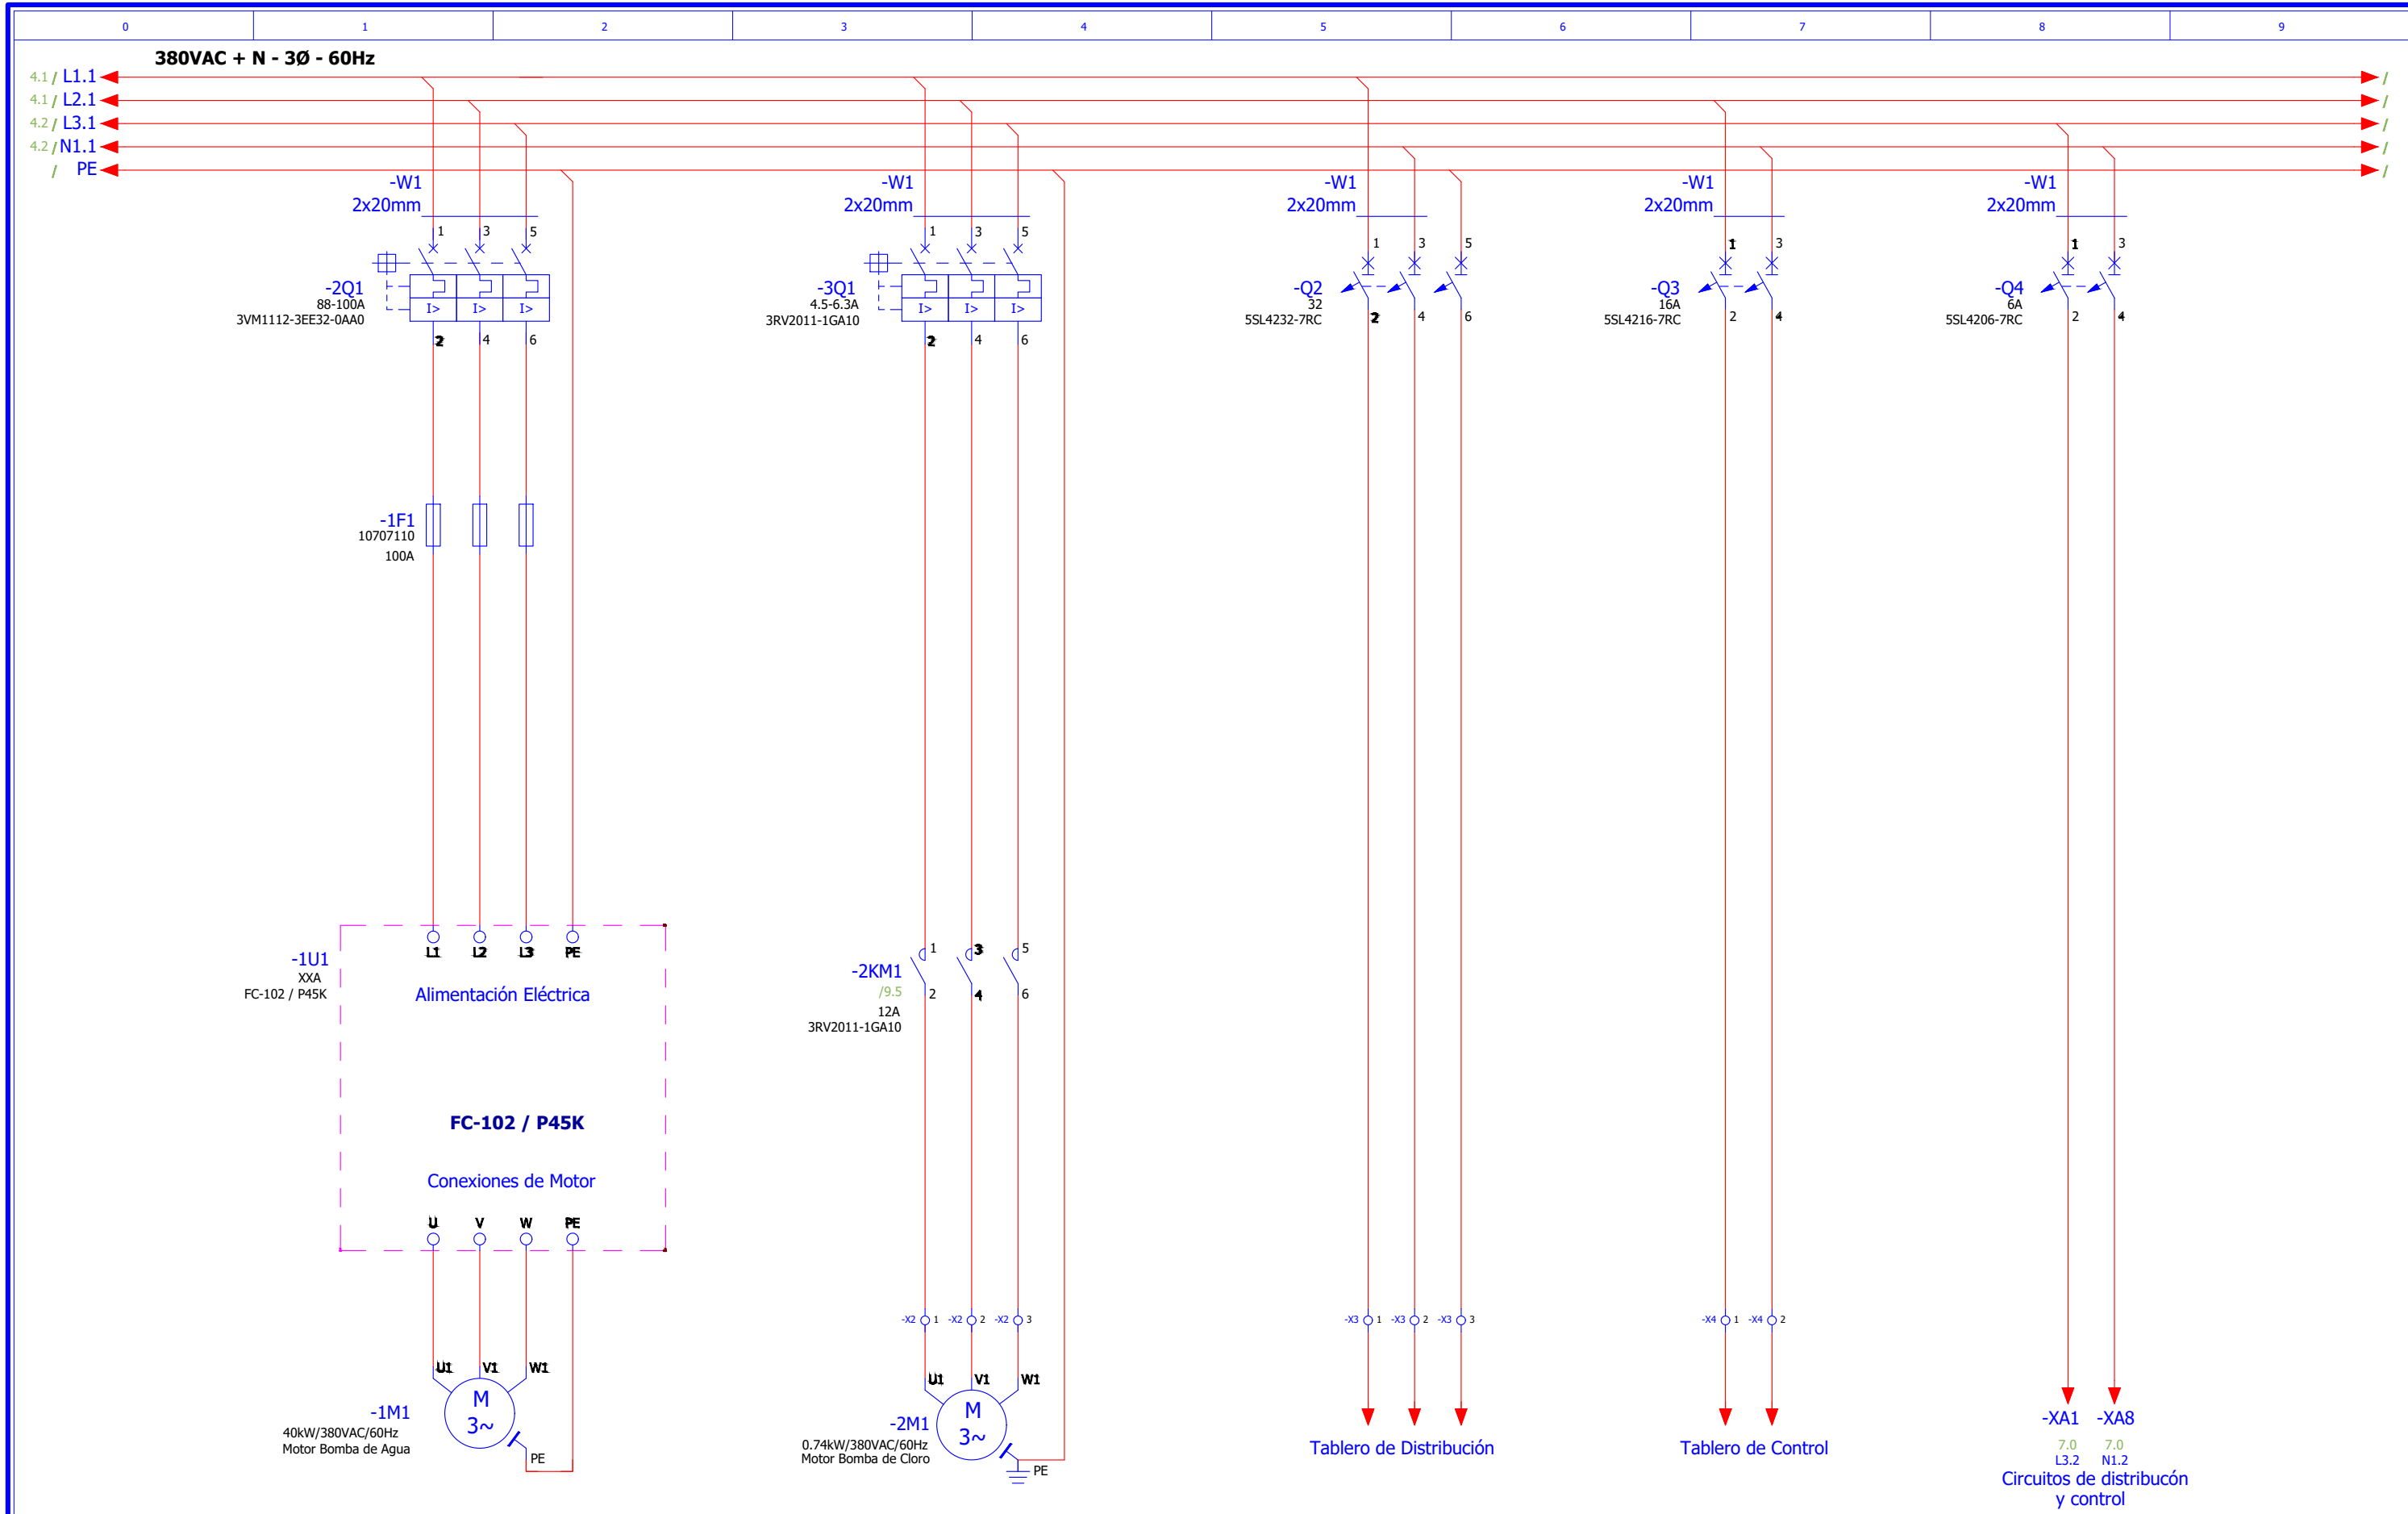 0 1 2 3 4 5 6 7 8 9
380VAC + N - 3Ø - 60Hz
4.1 / L1.1 /
4.1 / L2.1 /
4.2 / L3.1 /
4.2 / N1.1 /
/ PE /
-W1 -W1 -W1 -W1 -W1
2x20mm 2x20mm 2x20mm 2x20mm 2x20mm
1 3 5 1 3 5 1 3 5 1 3 1 3
-2Q1
88-100A
3VM1112-3EE32-0AA0
I> I> I>
2 4 6
-3Q1
4.5-6.3A
3RV2011-1GA10
I> I> I>
2 4 6
-Q2
32
5SL4232-7RC
2 4 6
-Q3
16A
5SL4216-7RC
2 4
-Q4
6A
5SL4206-7RC
2 4
-1F1
10707110
100A
L1 L2 L3 PE
-1U1
XXA
FC-102 / P45K
Alimentación Eléctrica
FC-102 / P45K
Conexiones de Motor
U V W PE
1 3 5
-2KM1
/9.5
12A
3RV2011-1GA10
2 4 6
-X2 1 -X2 2 -X2 3
-X3 1 -X3 2 -X3 3
-X4 1 -X4 2
U1 V1 W1
M
3~
-1M1
40kW/380VAC/60Hz
Motor Bomba de Agua
PE
U1 V1 W1
M
3~
-2M1
0.74kW/380VAC/60Hz
Motor Bomba de Cloro
PE
Tablero de Distribución
Tablero de Control
-XA1 -XA8
7.0 7.0
L3.2 N1.2
Circuitos de distribucón
y control